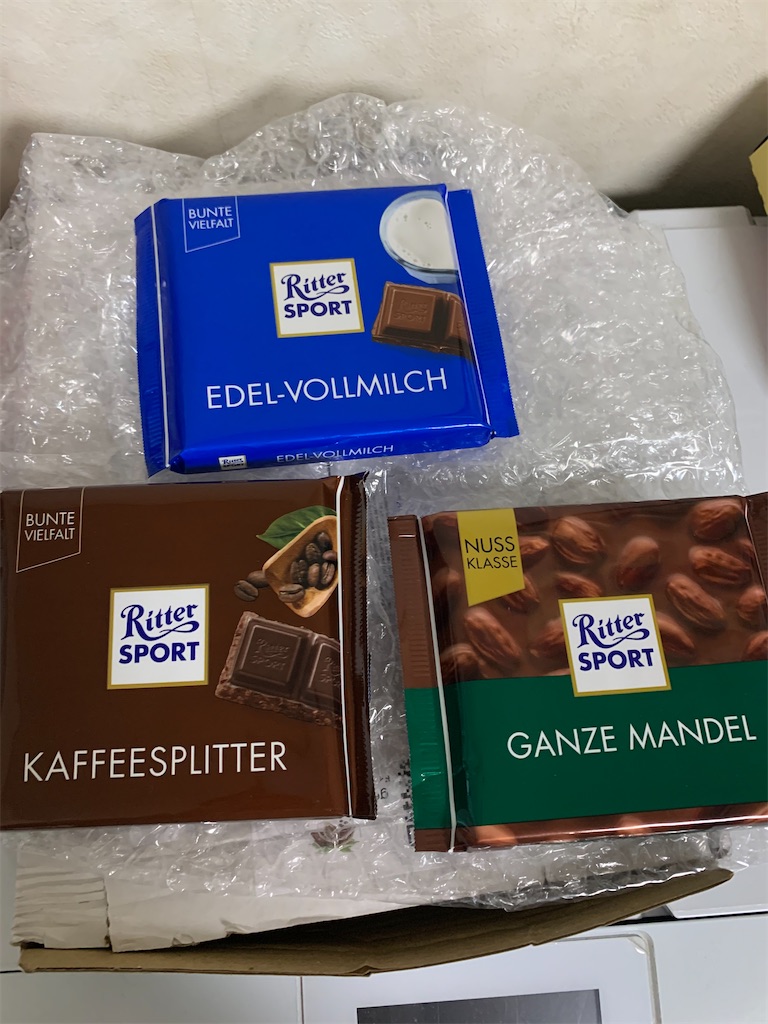 BUNTE
VIELFALT
Ritter
SPORT
EDEL-VOLLMILCH
Ritter
EDEL-VOLLMILCH
BUNTE
VIELFALT
Ritter
SPORT
KAFFEESPLITTER
NUSS
KLASSE
Ritter
SPORT
GANZE MANDEL